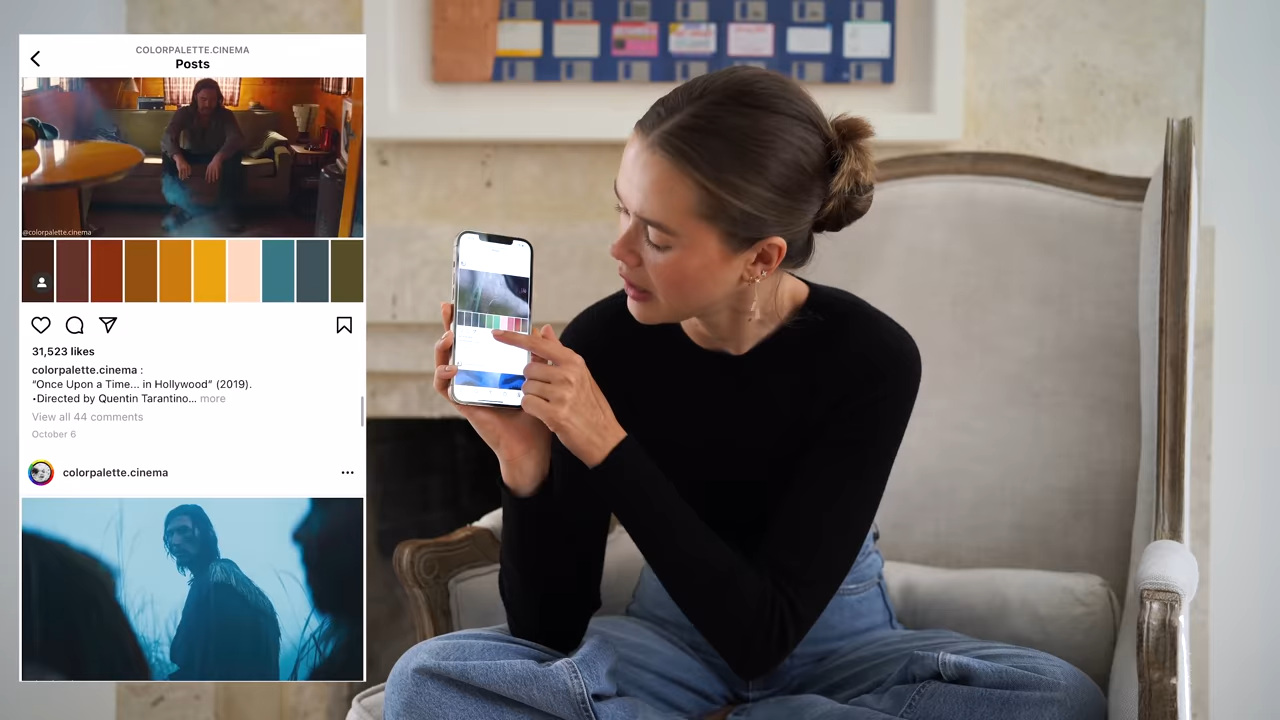 COLORPALETTE.CINEMA
Posts
@colorpalette.cinema
31,523 likes
colorpalette.cinema :
“Once Upon a Time... in Hollywood” (2019).
•Directed by Quentin Tarantino... more
View all 44 comments
October 6
colorpalette.cinema